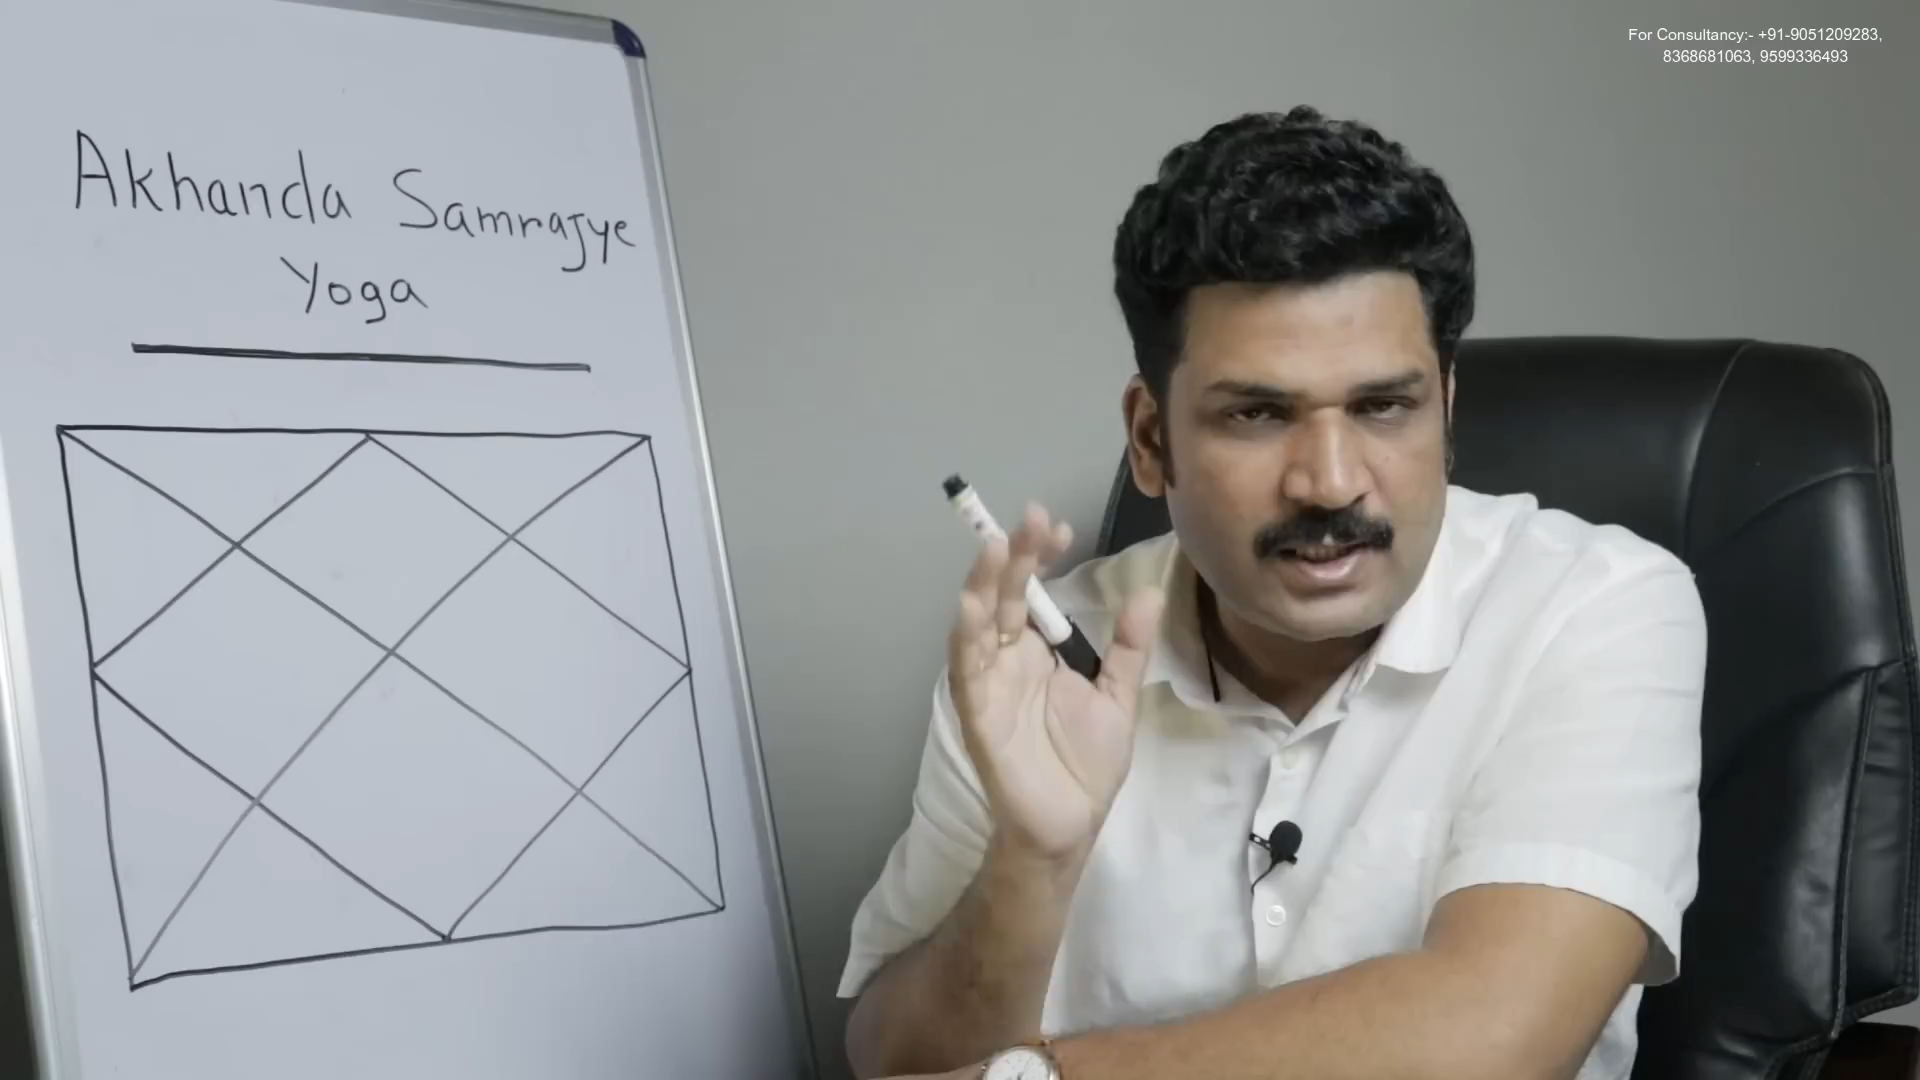 For Consultancy:- +91-9051209283,
8368681063, 9599336493
Akhanda Samrajye
Yoga